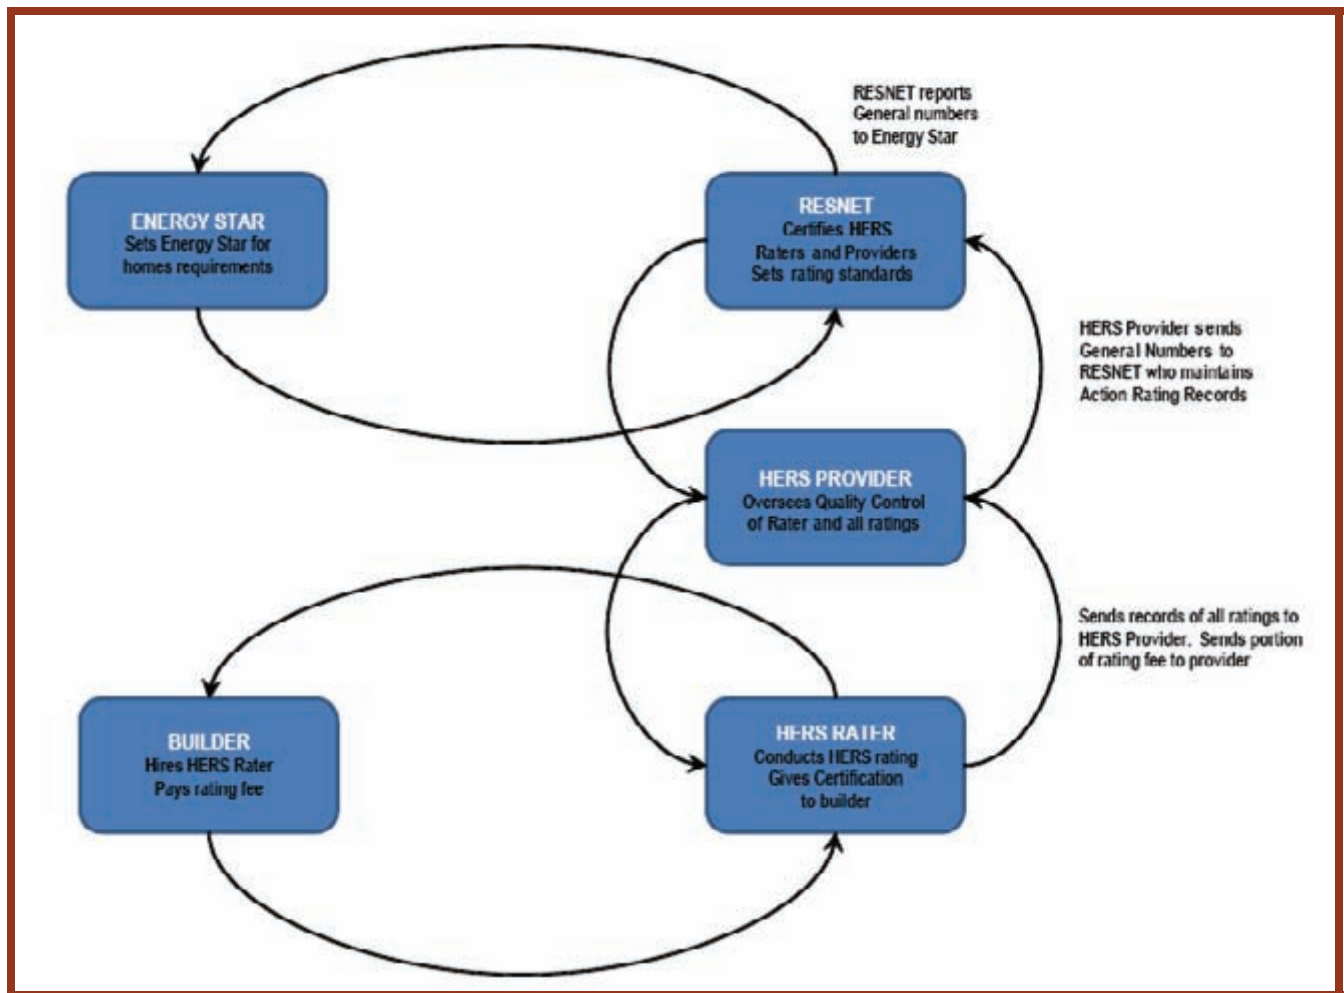 RESNET reports
General numbers
to Energy Star
ENERGY STAR
Sets Energy Star for
homes requirements
RESNET
Certifies HERS
Raters and Providers
Sets rating standards
HERS Provider sends
General Numbers to
RESNET who maintains
Action Rating Records
HERS PROVIDER
Oversees Quality Control
of Rater and all ratings
Sends records of all ratings to
HERS Provider. Sends portion
of rating fee to provider
BUILDER
Hires HERS Rater
Pays rating fee
HERS RATER
Conducts HERS rating
Gives Certification
to builder